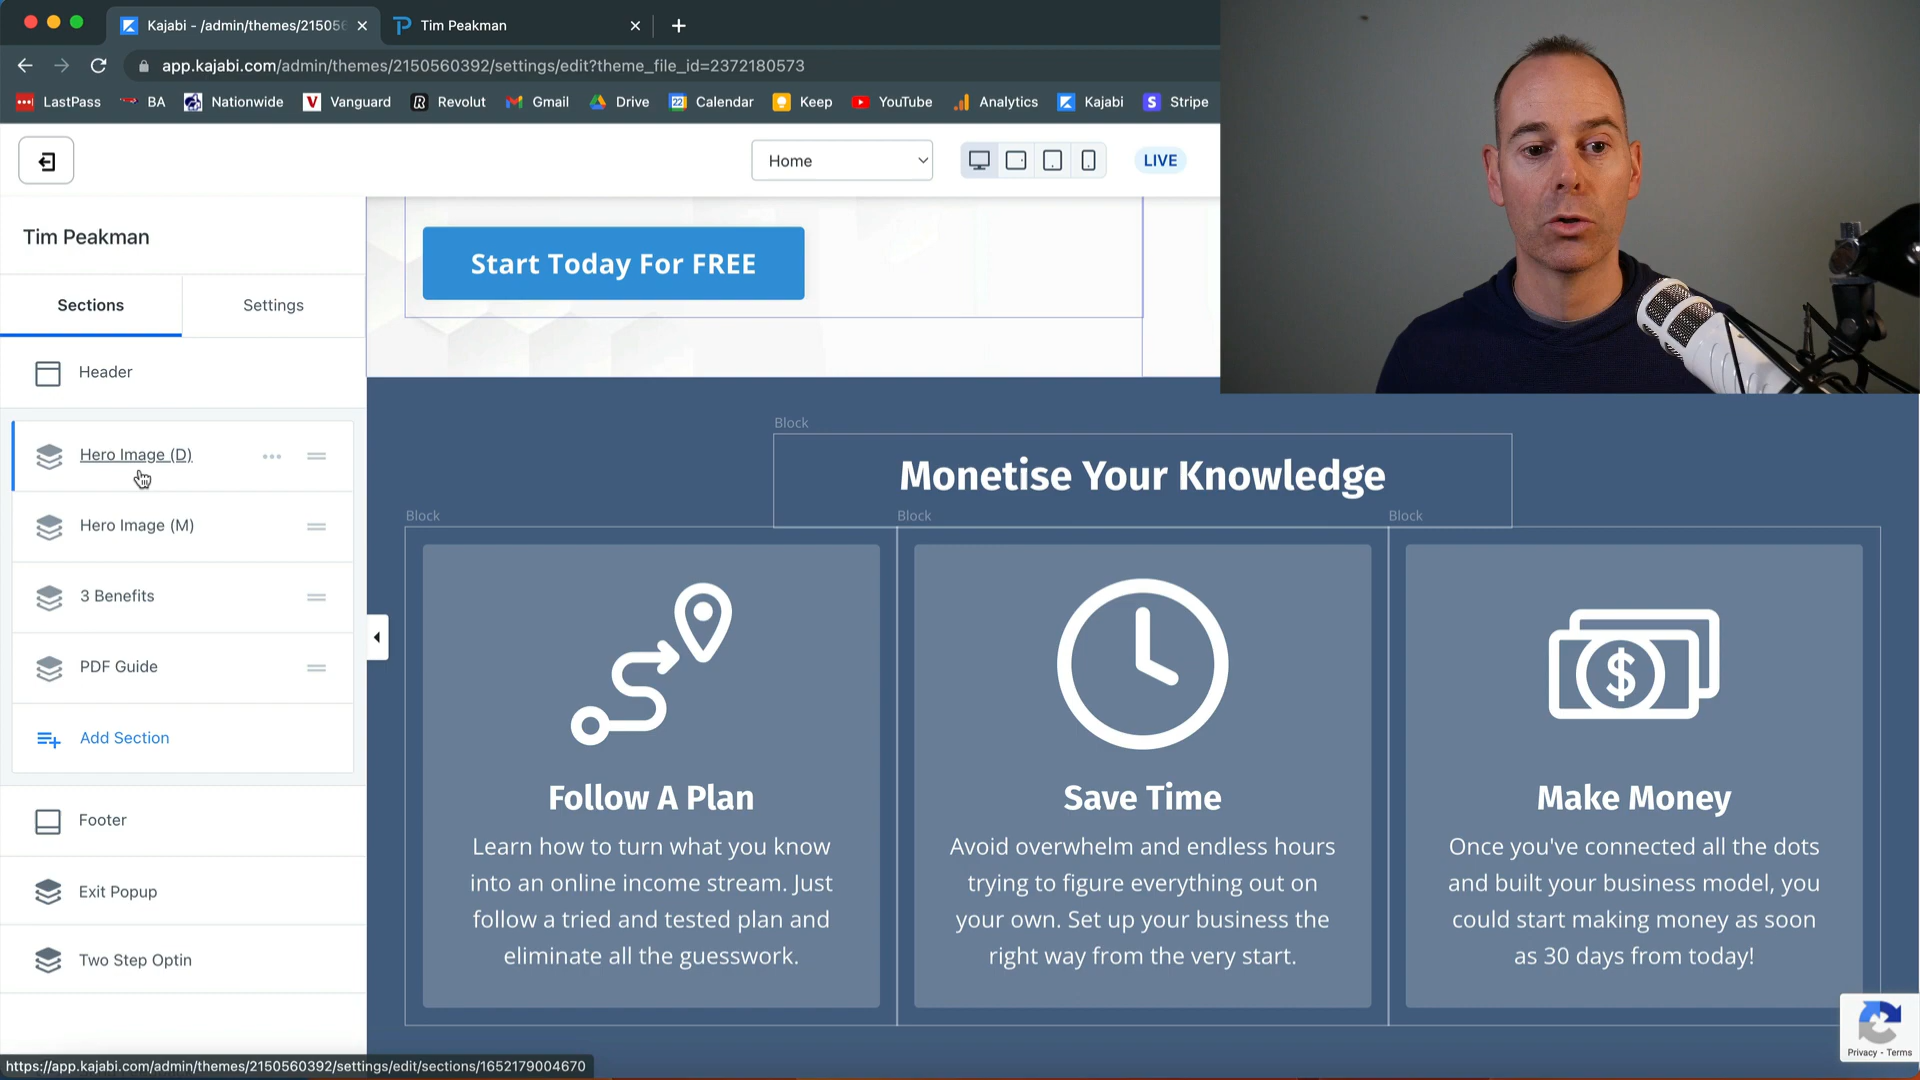 Kajabi - /admin/themes/21505
Tim Peakman
app.kajabi.com/admin/themes/2150560392/settings/edit?theme_file_id=2372180573
LastPass
BA
Nationwide
Vanguard
Revolut
Gmail
Drive
22
Calendar
Keep
YouTube
Analytics
Kajabi
Stripe
Home
LIVE
Tim Peakman
Sections
Settings
Header
Hero Image (D)
Hero Image (M)
3 Benefits
PDF Guide
Add Section
Footer
Exit Popup
Two Step Optin
Start Today For FREE
Block
Monetise Your Knowledge
Block
Block
Block
Follow A Plan
Learn how to turn what you know
into an online income stream. Just
follow a tried and tested plan and
eliminate all the guesswork.
Save Time
Avoid overwhelm and endless hours
trying to figure everything out on
your own. Set up your business the
right way from the very start.
$
Make Money
Once you've connected all the dots
and built your business model, you
could start making money as soon
as 30 days from today!
Privacy - Terms
https://app.kajabi.com/admin/themes/2150560392/settings/edit/sections/1652179004670